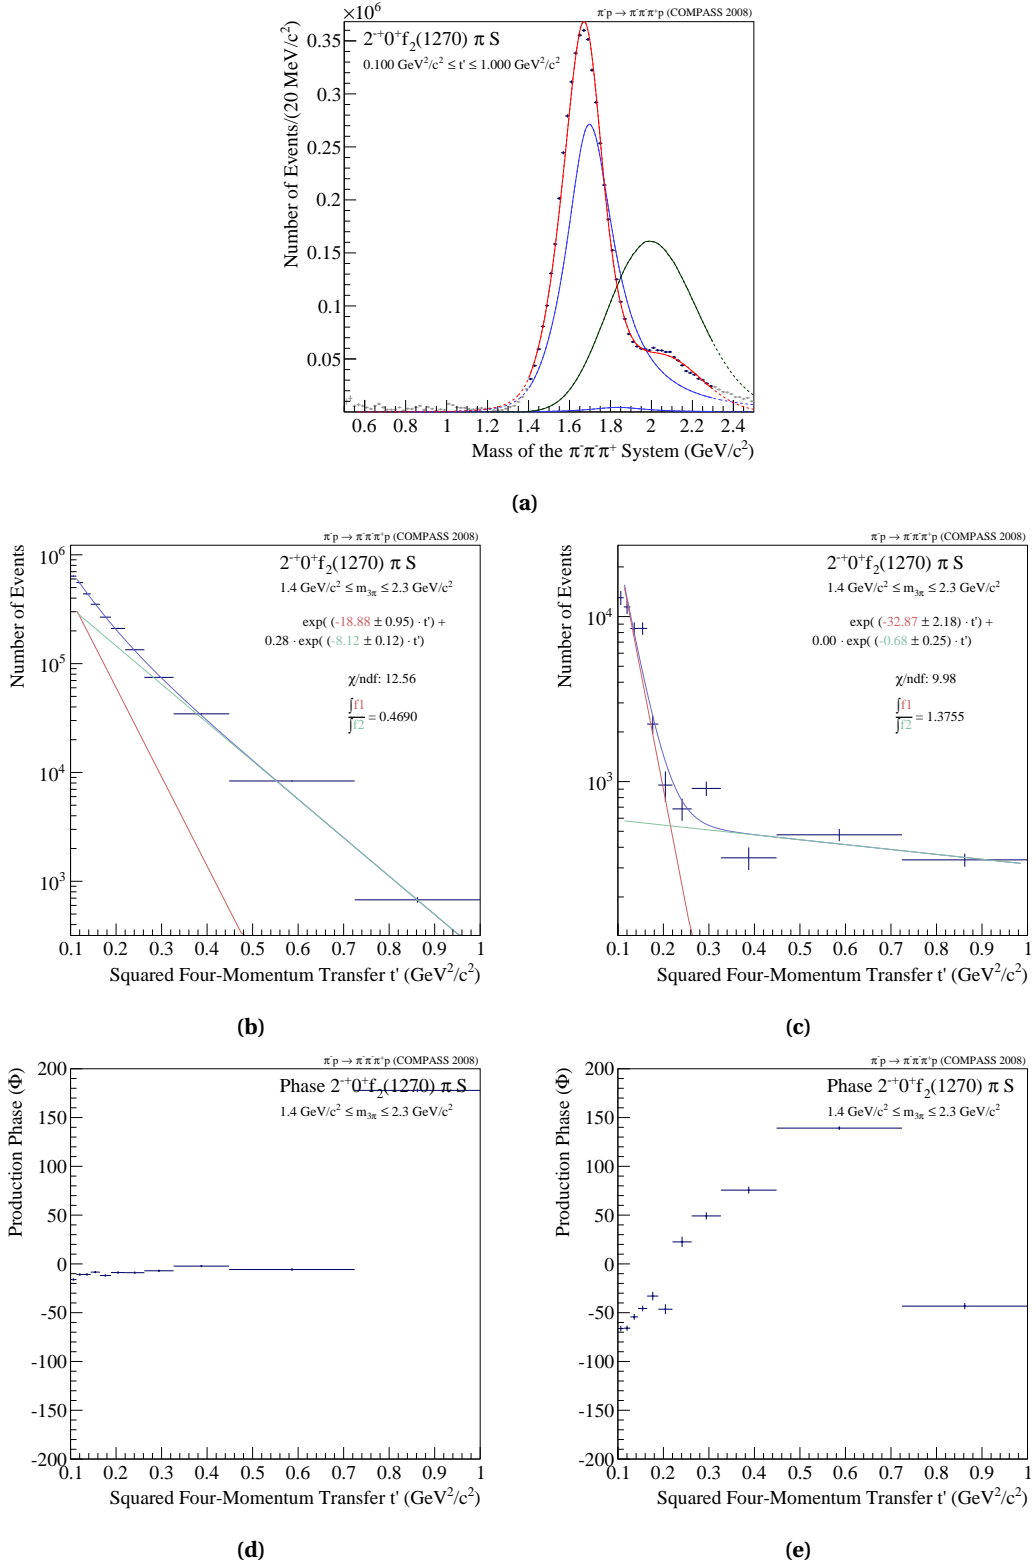 ×10⁶
π⁻p → π⁻π⁻π⁺p (COMPASS 2008)
2⁻⁺0⁺f₂(1270) π S
0.100 GeV²/c² ≤ t' ≤ 1.000 GeV²/c²
Number of Events/(20 MeV/c²)
0.35
0.3
0.25
0.2
0.15
0.1
0.05
0.6 0.8 1 1.2 1.4 1.6 1.8 2 2.2 2.4
Mass of the π⁻π⁻π⁺ System (GeV/c²)
(a)
π⁻p → π⁻π⁻π⁺p (COMPASS 2008)
2⁻⁺0⁺f₂(1270) π S
1.4 GeV/c² ≤ m₃π ≤ 2.3 GeV/c²
exp( (-18.88 ± 0.95) · t') +
0.28 · exp( (-8.12 ± 0.12) · t')
χ/ndf: 12.56
∫f1
∫f2 = 0.4690
Number of Events
10⁶
10⁵
10⁴
10³
0.1 0.2 0.3 0.4 0.5 0.6 0.7 0.8 0.9 1
Squared Four-Momentum Transfer t' (GeV²/c²)
(b)
π⁻p → π⁻π⁻π⁺p (COMPASS 2008)
2⁻⁺0⁺f₂(1270) π S
1.4 GeV/c² ≤ m₃π ≤ 2.3 GeV/c²
exp( (-32.87 ± 2.18) · t') +
0.00 · exp( (-0.68 ± 0.25) · t')
χ/ndf: 9.98
∫f1
∫f2 = 1.3755
Number of Events
10⁴
10³
0.1 0.2 0.3 0.4 0.5 0.6 0.7 0.8 0.9 1
Squared Four-Momentum Transfer t' (GeV²/c²)
(c)
π⁻p → π⁻π⁻π⁺p (COMPASS 2008)
Phase 2⁻⁺0⁺f₂(1270) π S
1.4 GeV/c² ≤ m₃π ≤ 2.3 GeV/c²
Production Phase (Φ)
200
150
100
50
0
-50
-100
-150
-200
0.1 0.2 0.3 0.4 0.5 0.6 0.7 0.8 0.9 1
Squared Four-Momentum Transfer t' (GeV²/c²)
(d)
π⁻p → π⁻π⁻π⁺p (COMPASS 2008)
Phase 2⁻⁺0⁺f₂(1270) π S
1.4 GeV/c² ≤ m₃π ≤ 2.3 GeV/c²
Production Phase (Φ)
200
150
100
50
0
-50
-100
-150
-200
0.1 0.2 0.3 0.4 0.5 0.6 0.7 0.8 0.9 1
Squared Four-Momentum Transfer t' (GeV²/c²)
(e)